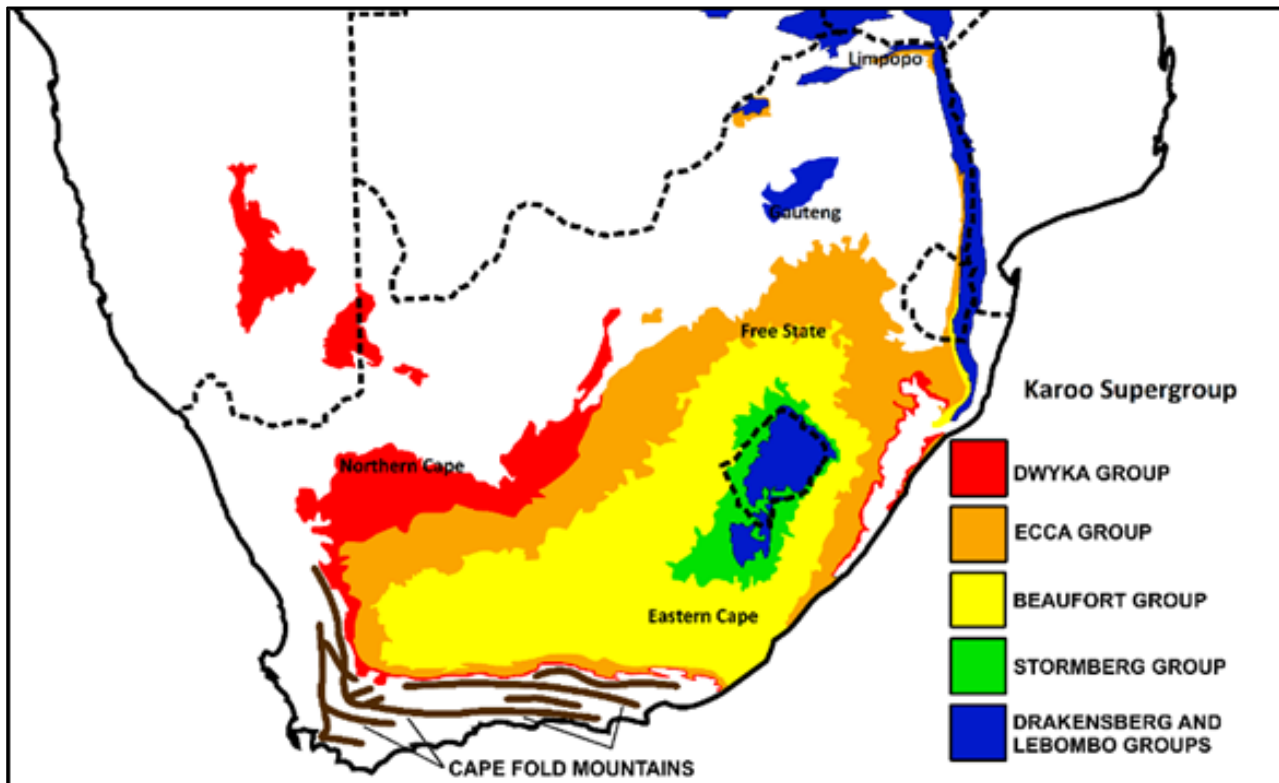 Limpopo
Gauteng
Free State
Karoo Supergroup
Northern Cape
DWYKA GROUP
ECCA GROUP
BEAUFORT GROUP
Eastern Cape
STORMBERG GROUP
DRAKENSBERG AND
LEBOMBO GROUPS
CAPE FOLD MOUNTAINS